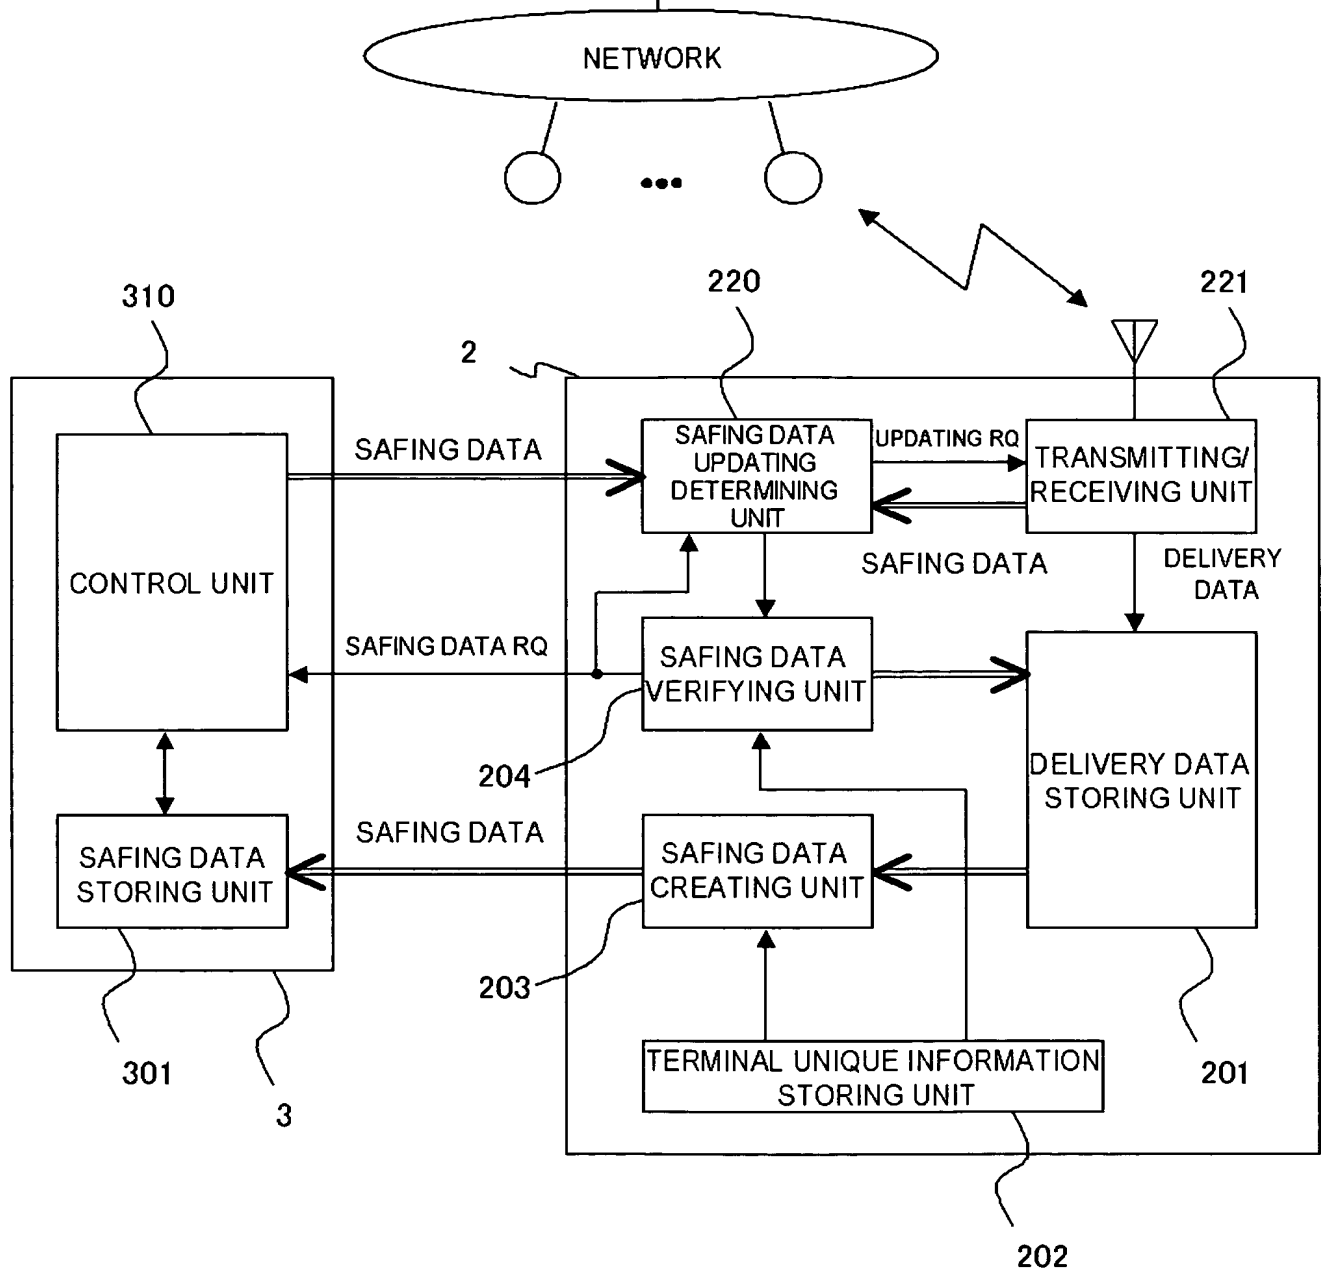 NETWORK
220
221
310
2
SAFING DATA
SAFING DATA
UPDATING
DETERMINING
UNIT
UPDATING RQ
TRANSMITTING/
RECEIVING UNIT
SAFING DATA
DELIVERY
DATA
CONTROL UNIT
SAFING DATA RQ
SAFING DATA
VERIFYING UNIT
204
DELIVERY DATA
STORING UNIT
SAFING DATA
SAFING DATA
STORING UNIT
SAFING DATA
CREATING UNIT
203
301
3
TERMINAL UNIQUE INFORMATION
STORING UNIT
201
202